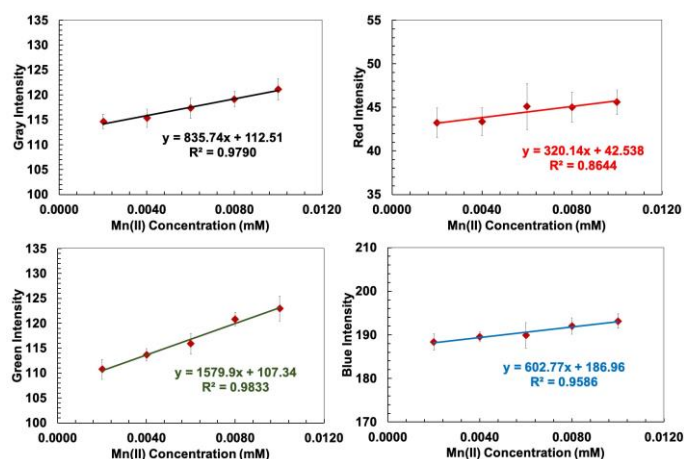 135
130
125
120
115
110
105
100
Gray Intensity
y = 835.74x + 112.51
R² = 0.9790
0.0000 0.0040 0.0080 0.0120
Mn(II) Concentration (mM)
55
50
45
40
35
Red Intensity
y = 320.14x + 42.538
R² = 0.8644
0.0000 0.0040 0.0080 0.0120
Mn(II) Concentration (mM)
135
130
125
120
115
110
105
100
Green Intensity
y = 1579.9x + 107.34
R² = 0.9833
0.0000 0.0040 0.0080 0.0120
Mn(II) Concentration (mM)
210
200
190
180
170
Blue Intensity
y = 602.77x + 186.96
R² = 0.9586
0.0000 0.0040 0.0080 0.0120
Mn(II) Concentration (mM)